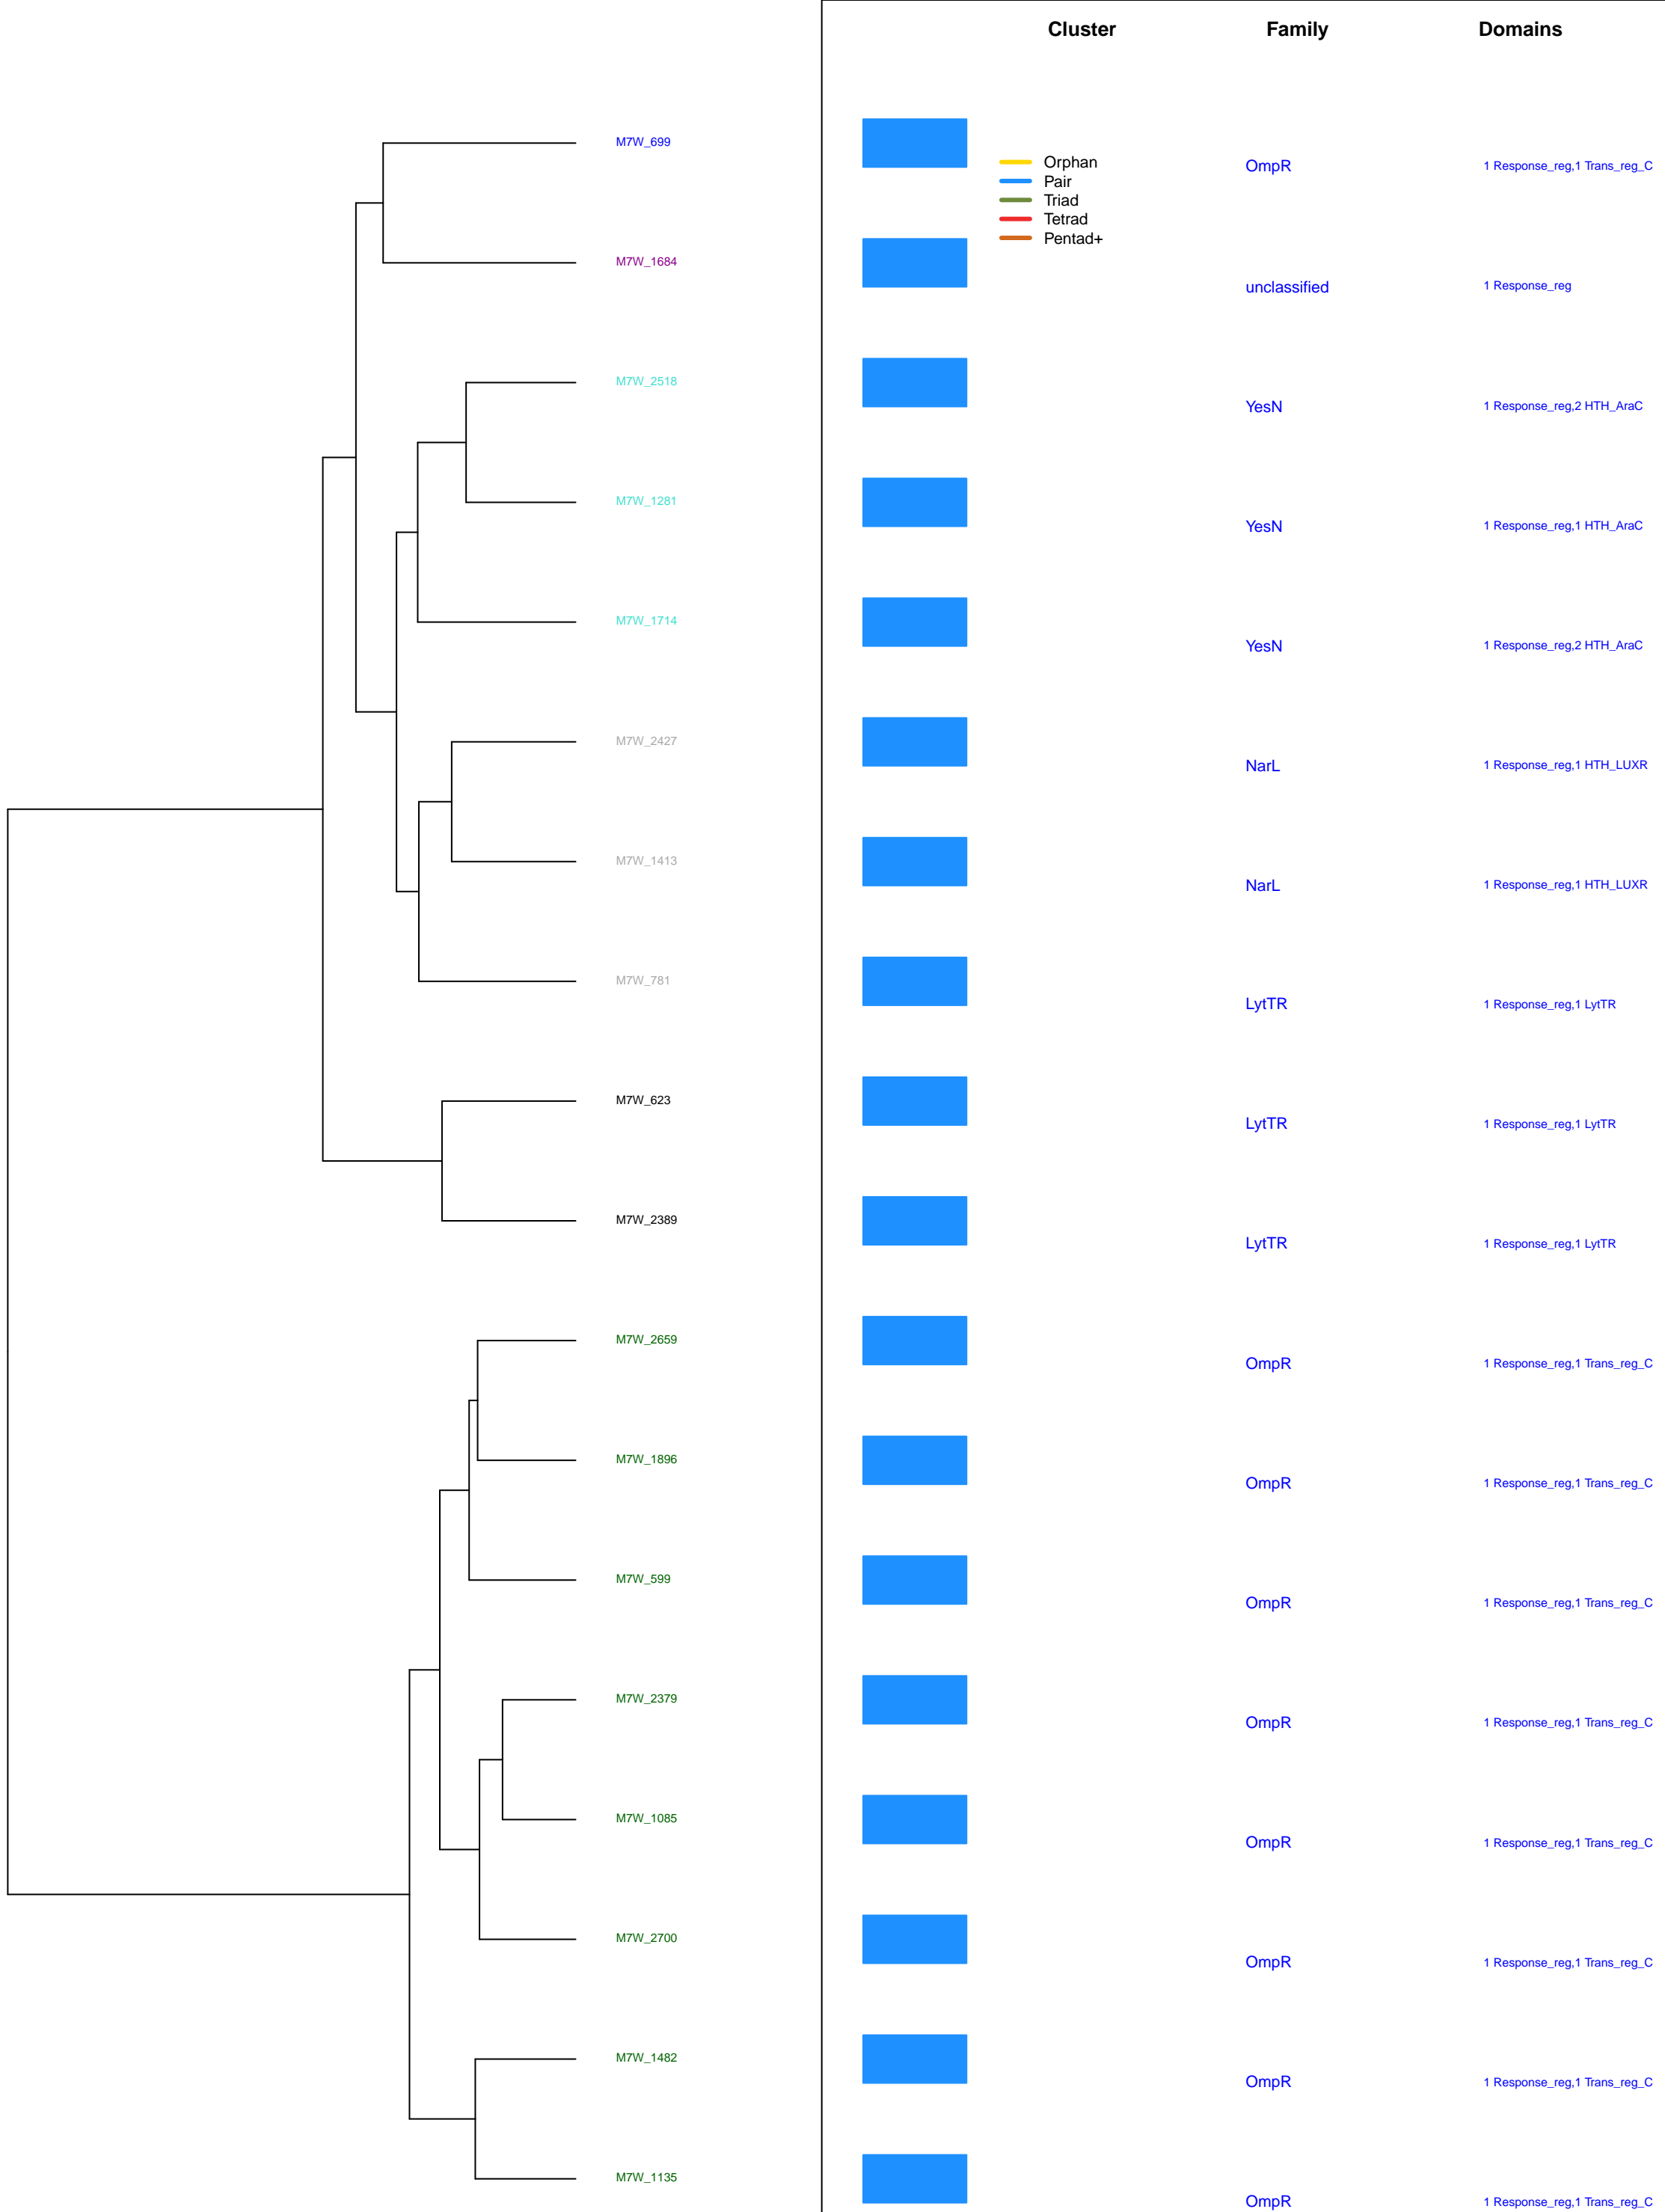 Cluster Family Domains
M7W_699
Orphan
OmpR 1 Response_reg,1 Trans_reg_C
Pair
Triad
Tetrad
Pentad+
M7W_1684
unclassified 1 Response_reg
M7W_2518
YesN 1 Response_reg,2 HTH_AraC
M7W_1281
YesN 1 Response_reg,1 HTH_AraC
M7W_1714
YesN 1 Response_reg,2 HTH_AraC
M7W_2427
NarL 1 Response_reg,1 HTH_LUXR
M7W_1413
NarL 1 Response_reg,1 HTH_LUXR
M7W_781
LytTR 1 Response_reg,1 LytTR
M7W_623
LytTR 1 Response_reg,1 LytTR
M7W_2389
LytTR 1 Response_reg,1 LytTR
M7W_2659
OmpR 1 Response_reg,1 Trans_reg_C
M7W_1896
OmpR 1 Response_reg,1 Trans_reg_C
M7W_599
OmpR 1 Response_reg,1 Trans_reg_C
M7W_2379
OmpR 1 Response_reg,1 Trans_reg_C
M7W_1085
OmpR 1 Response_reg,1 Trans_reg_C
M7W_2700
OmpR 1 Response_reg,1 Trans_reg_C
M7W_1482
OmpR 1 Response_reg,1 Trans_reg_C
M7W_1135
OmpR 1 Response_reg,1 Trans_reg_C